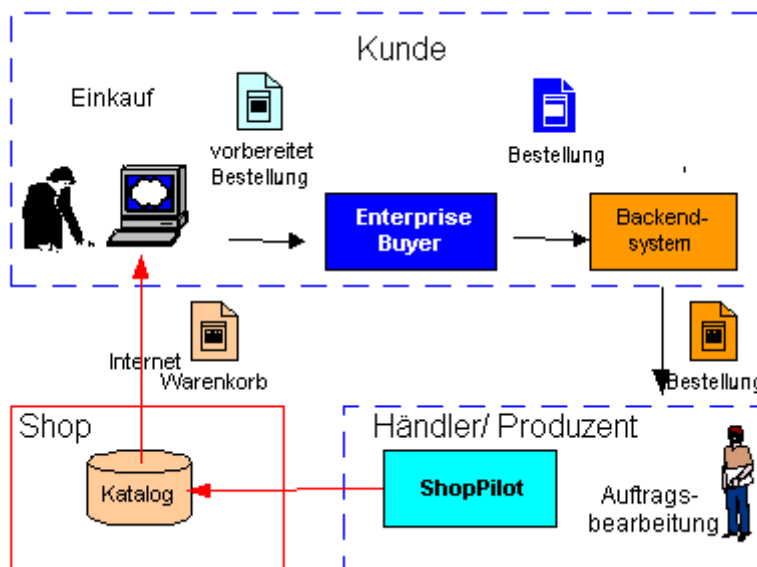 Kunde
Einkauf
vorbereitet
Bestellung
Bestellung
Enterprise
Buyer
Backend-
system
Internet
Warenkorb
Bestellung
Shop
Katalog
Händler/ Produzent
ShopPilot
Auftrags-
bearbeitung